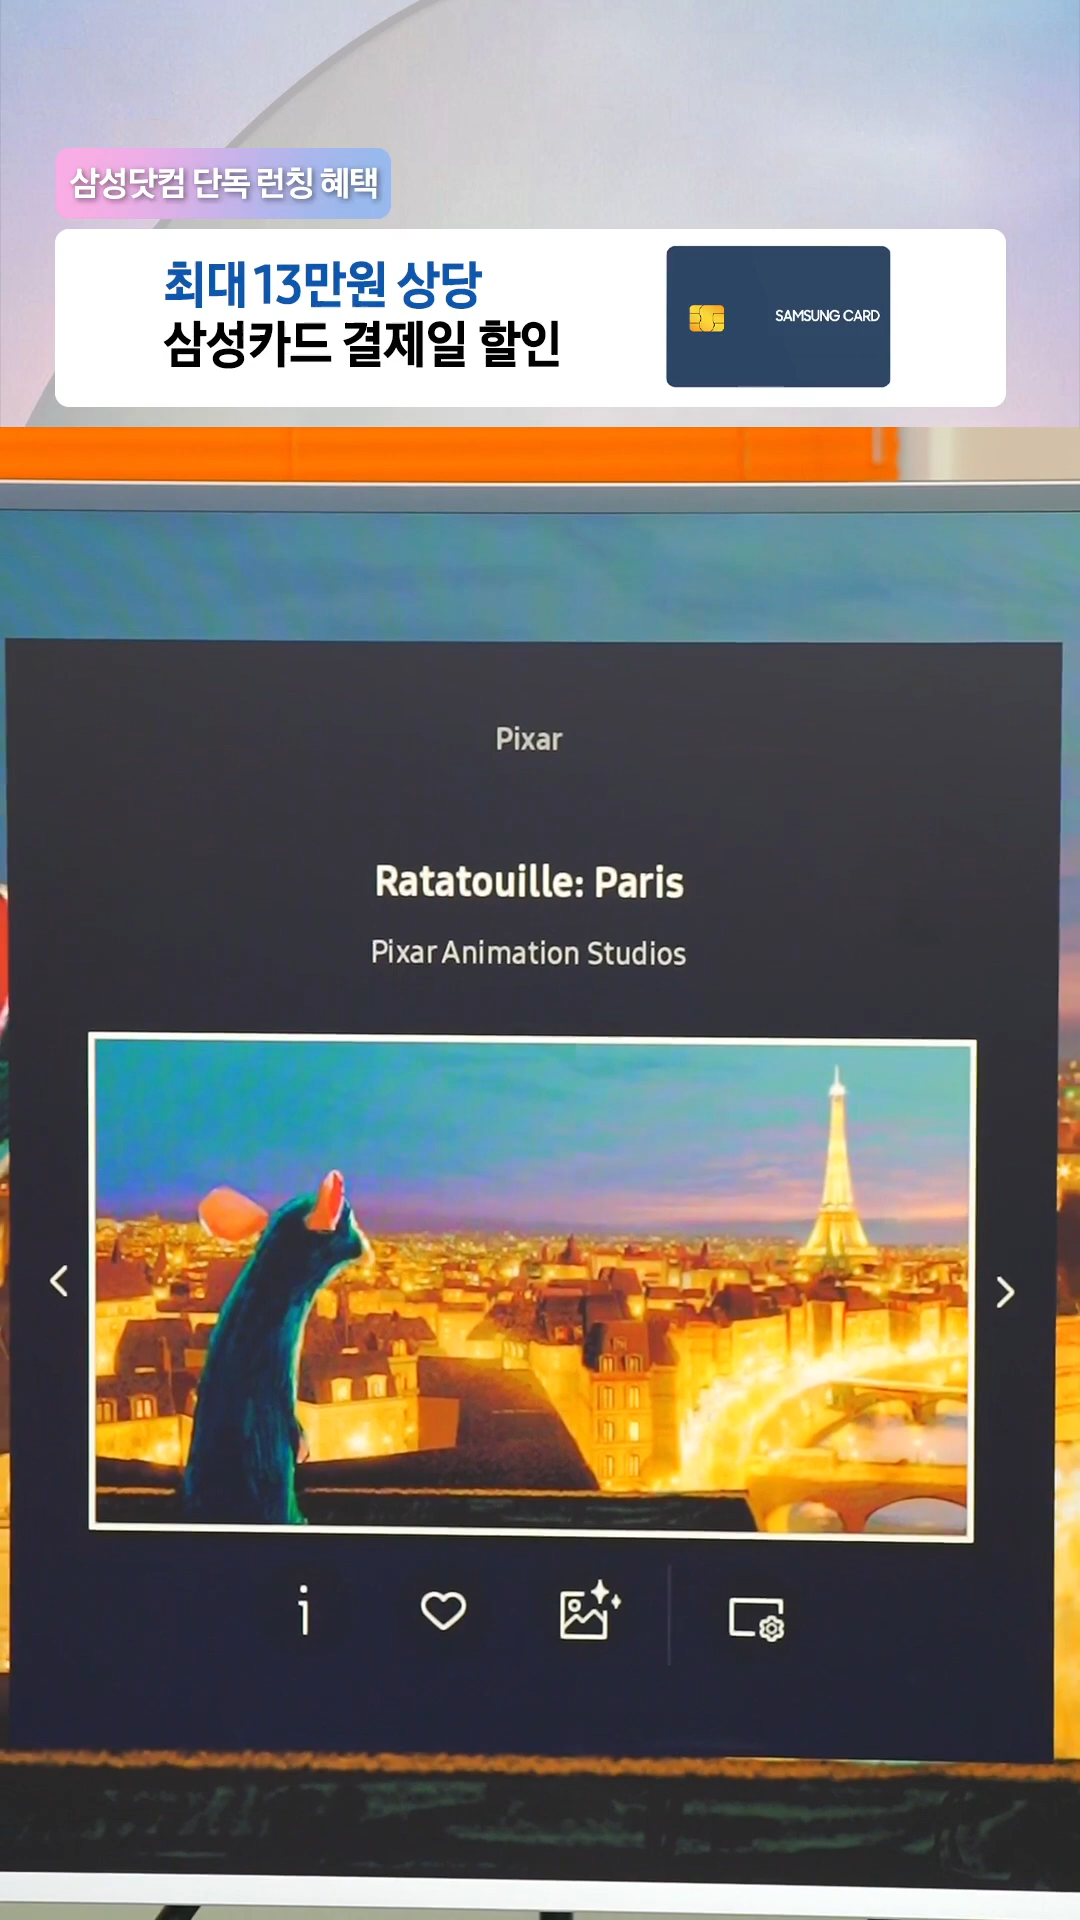 삼성닷컴 단독 런칭 혜택
최대 13만원 상당
삼성카드 결제일 할인
SAMSUNG CARD
Pixar
Ratatouille: Paris
Pixar Animation Studios